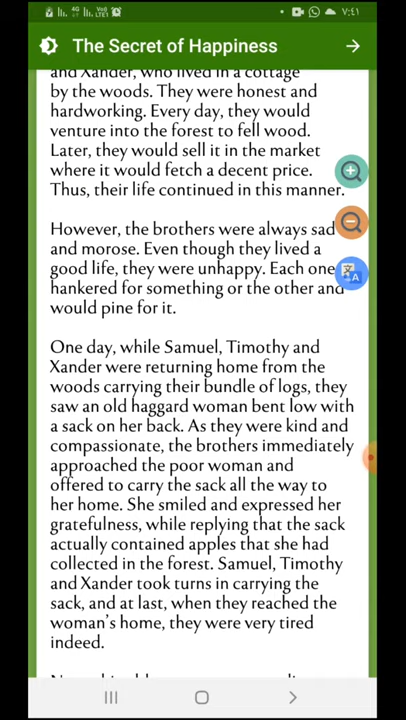 4G Vo)) LTE1 ٧:٤١
The Secret of Happiness
and Xander, who lived in a cottage
by the woods. They were honest and
hardworking. Every day, they would
venture into the forest to fell wood.
Later, they would sell it in the market
where it would fetch a decent price.
Thus, their life continued in this manner.
However, the brothers were always sad
and morose. Even though they lived a
good life, they were unhappy. Each one
hankered for something or the other and
would pine for it.
One day, while Samuel, Timothy and
Xander were returning home from the
woods carrying their bundle of logs, they
saw an old haggard woman bent low with
a sack on her back. As they were kind and
compassionate, the brothers immediately
approached the poor woman and
offered to carry the sack all the way to
her home. She smiled and expressed her
gratefulness, while replying that the sack
actually contained apples that she had
collected in the forest. Samuel, Timothy
and Xander took turns in carrying the
sack, and at last, when they reached the
woman's home, they were very tired
indeed.